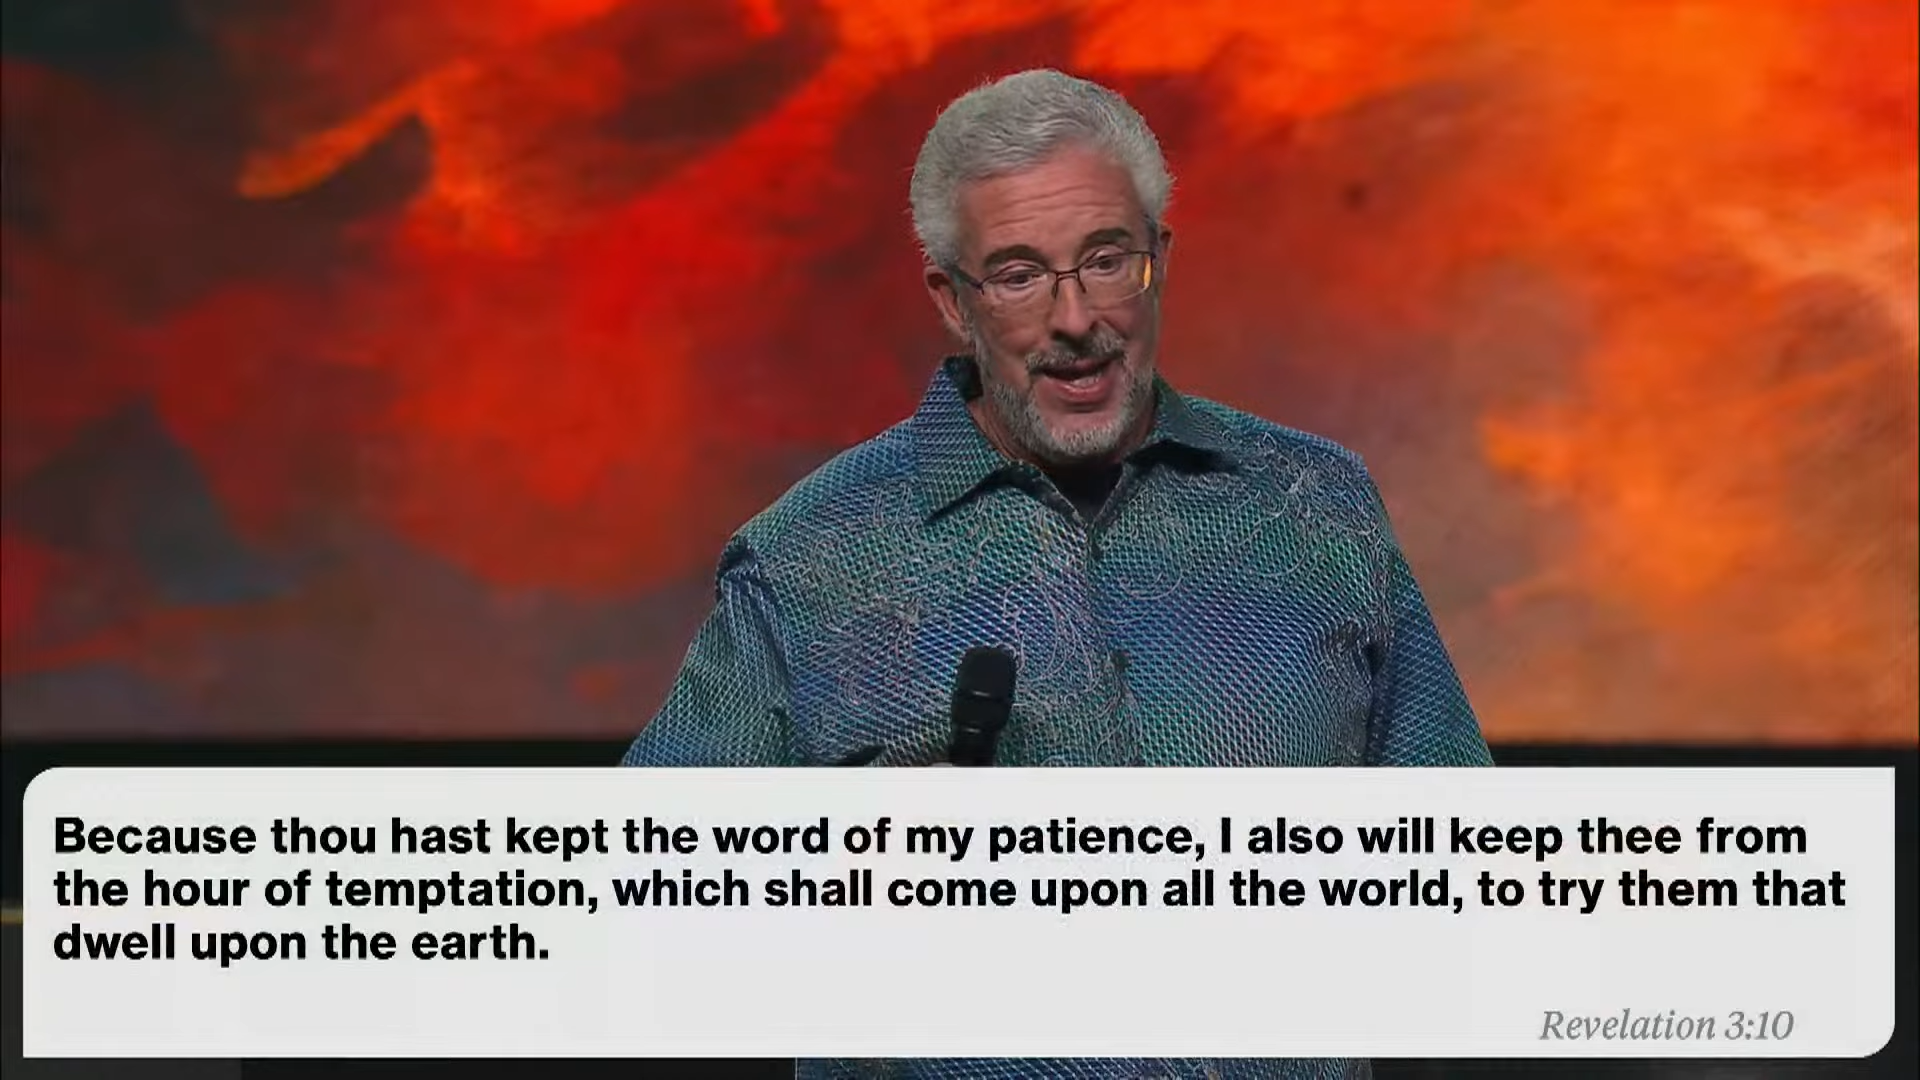 Because thou hast kept the word of my patience, I also will keep thee from
the hour of temptation, which shall come upon all the world, to try them that
dwell upon the earth.
Revelation 3:10